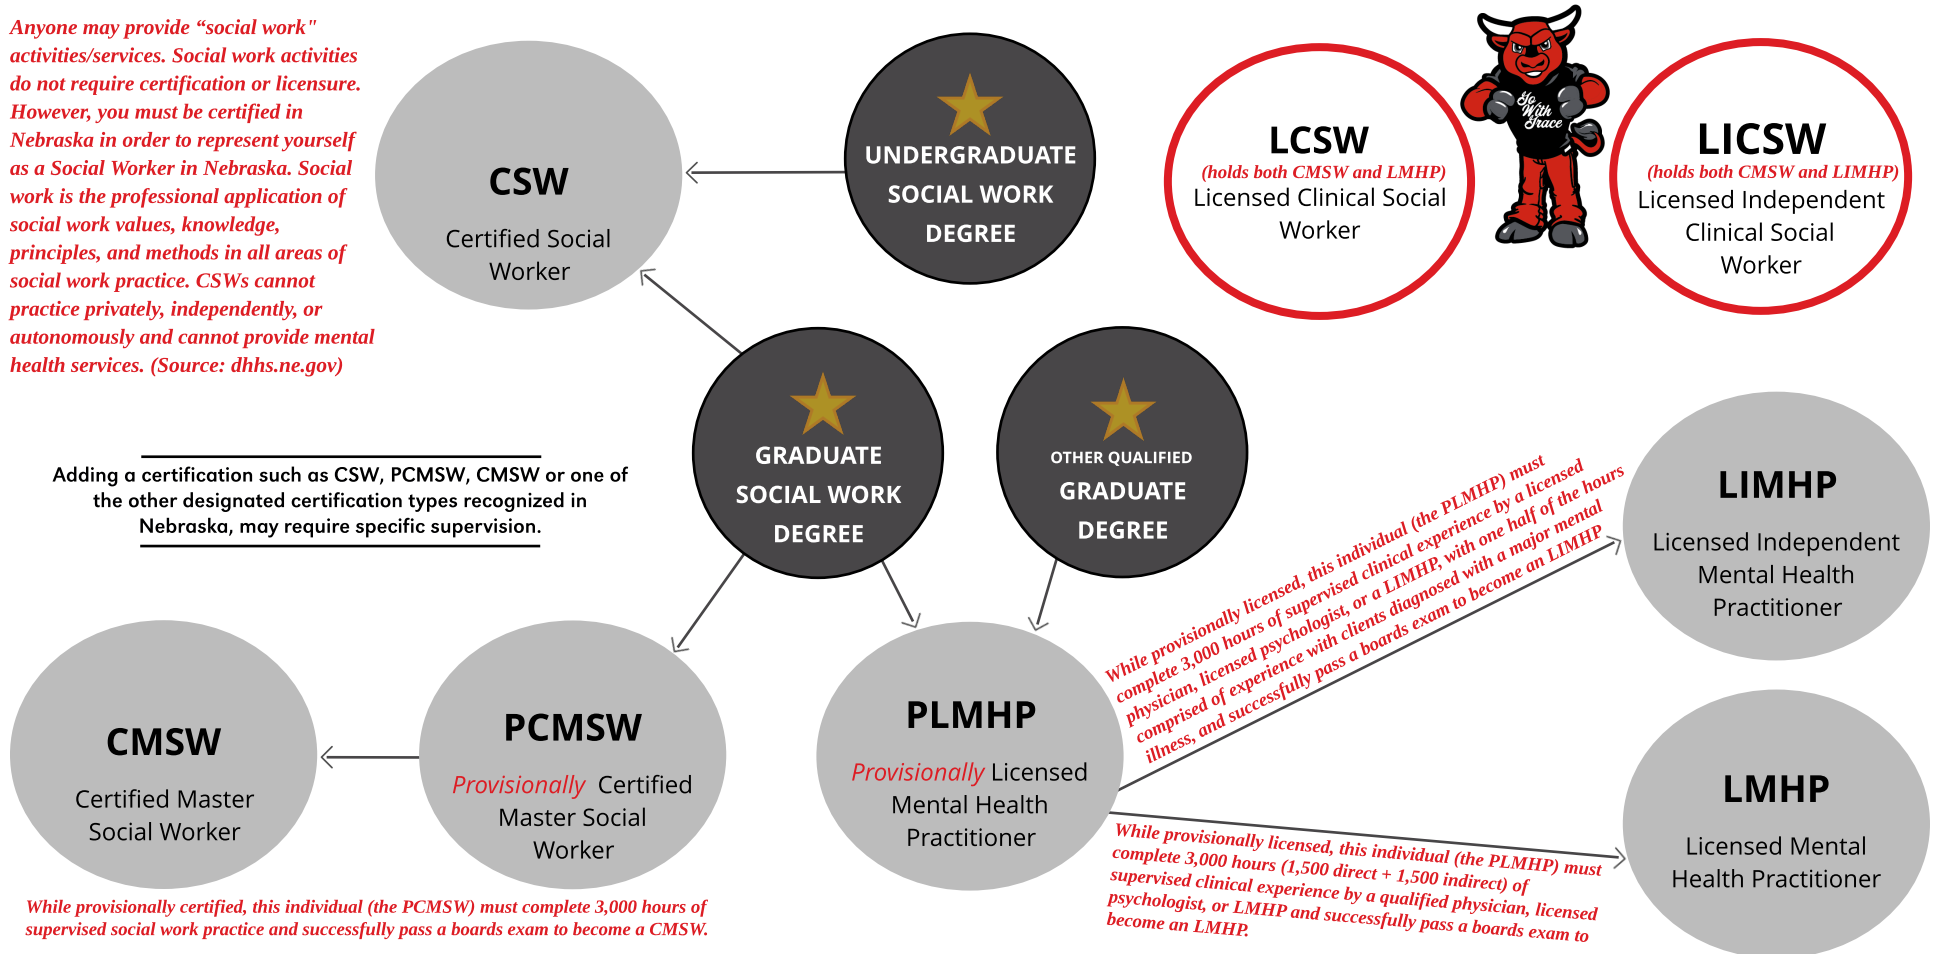 Anyone may provide “social work"
activities/services. Social work activities
do not require certification or licensure.
However, you must be certified in
Nebraska in order to represent yourself
as a Social Worker in Nebraska. Social
work is the professional application of
social work values, knowledge,
principles, and methods in all areas of
social work practice. CSWs cannot
practice privately, independently, or
autonomously and cannot provide mental
health services. (Source: dhhs.ne.gov)
CSW
Certified Social
Worker
UNDERGRADUATE
SOCIAL WORK
DEGREE
LCSW
(holds both CMSW and LMHP)
Licensed Clinical Social
Worker
Go
With
Grace
LICSW
(holds both CMSW and LIMHP)
Licensed Independent
Clinical Social
Worker
Adding a certification such as CSW, PCMSW, CMSW or one of
the other designated certification types recognized in
Nebraska, may require specific supervision.
GRADUATE
SOCIAL WORK
DEGREE
OTHER QUALIFIED
GRADUATE
DEGREE
While provisionally licensed, this individual (the PLMHP) must
complete 3,000 hours of supervised clinical experience by a licensed
physician, licensed psychologist, or a LIMHP, with one half of the hours
comprised of experience with clients diagnosed with a major mental
illness, and successfully pass a boards exam to become an LIMHP
LIMHP
Licensed Independent
Mental Health
Practitioner
CMSW
Certified Master
Social Worker
PCMSW
Provisionally Certified
Master Social
Worker
PLMHP
Provisionally Licensed
Mental Health
Practitioner
LMHP
Licensed Mental
Health Practitioner
While provisionally licensed, this individual (the PLMHP) must
complete 3,000 hours (1,500 direct + 1,500 indirect) of
supervised clinical experience by a qualified physician, licensed
psychologist, or LMHP and successfully pass a boards exam to
become an LMHP.
While provisionally certified, this individual (the PCMSW) must complete 3,000 hours of
supervised social work practice and successfully pass a boards exam to become a CMSW.